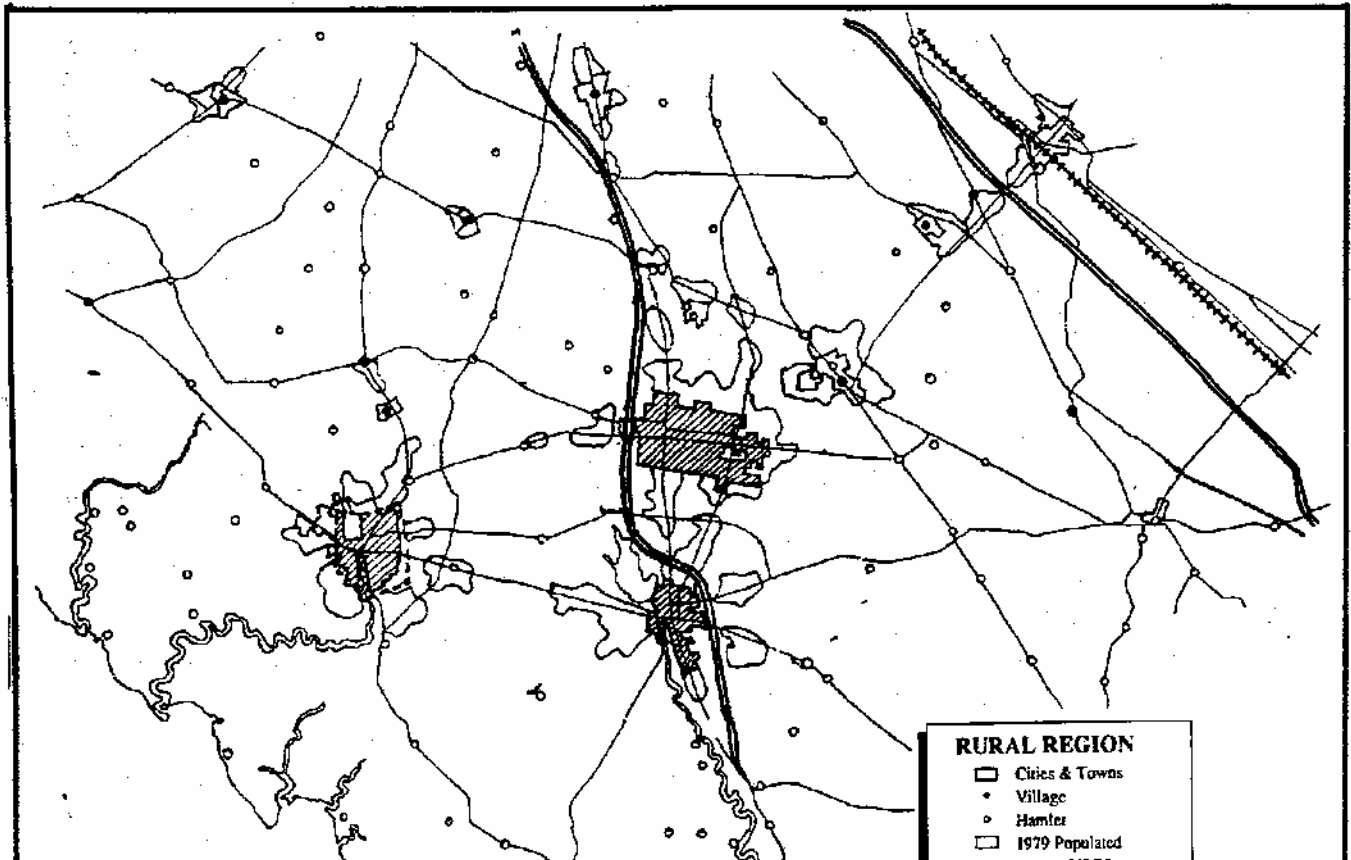 RURAL REGION
Cities & Towns
Village
Hamlet
1979 Populated